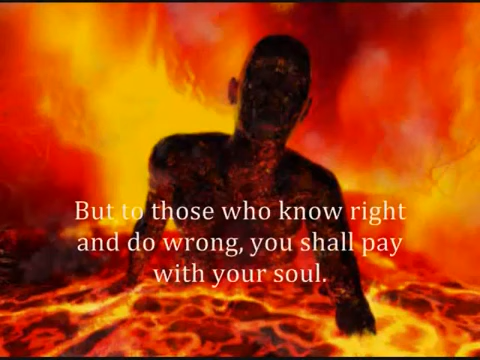 But to those who know right
and do wrong, you shall pay
with your soul.